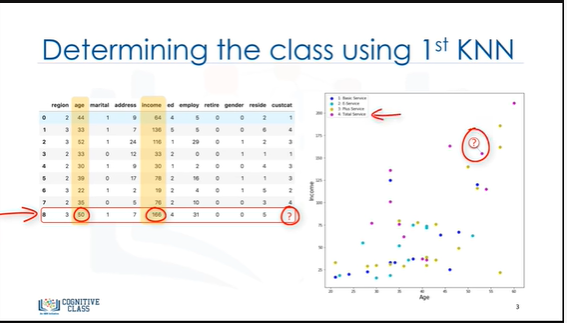 Determining the class using 1st KNN
region age marital address income ed employ retire gender reside custcat
0 2 44 1 9 64 4 5 0 0 2 1
1 3 33 1 7 136 5 5 0 0 6 4
2 3 52 1 24 116 1 29 0 1 2 3
3 2 33 0 12 33 2 0 0 1 1 1
4 2 30 1 9 30 1 2 0 0 4 3
5 2 39 0 17 78 2 16 0 1 1 3
6 3 22 1 2 19 2 4 0 1 5 2
7 2 35 0 5 76 2 10 0 0 3 4
8 3 50 1 7 166 4 31 0 0 5 ?
1: Basic Service
2: E-Service
3: Plus Service
4: Total Service
?
Income
200
175
150
125
100
75
50
25
20 25 30 35 40 45 50 55 60
Age
COGNITIVE
CLASS
3